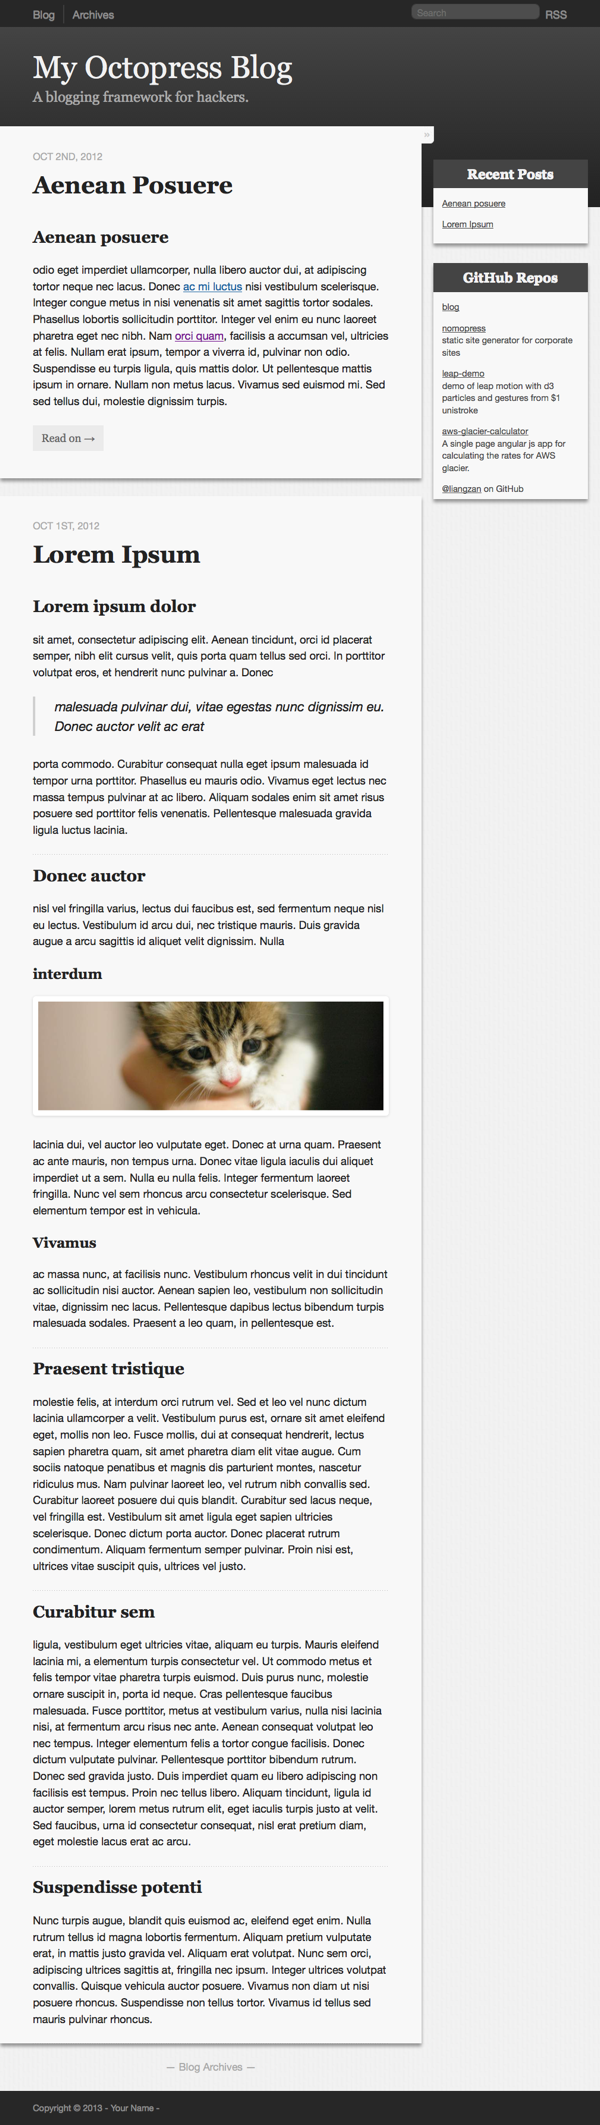 Blog
Archives
Search
RSS
My Octopress Blog
A blogging framework for hackers.
»
OCT 2ND, 2012
Aenean Posuere
Aenean posuere
odio eget imperdiet ullamcorper, nulla libero auctor dui, at adipiscing
tortor neque nec lacus. Donec ac mi luctus nisi vestibulum scelerisque.
Integer congue metus in nisi venenatis sit amet sagittis tortor sodales.
Phasellus lobortis sollicitudin porttitor. Integer vel enim eu nunc laoreet
pharetra eget nec nibh. Nam orci quam, facilisis a accumsan vel, ultricies
at felis. Nullam erat ipsum, tempor a viverra id, pulvinar non odio.
Suspendisse eu turpis ligula, quis mattis dolor. Ut pellentesque mattis
ipsum in ornare. Nullam non metus lacus. Vivamus sed euismod mi. Sed
sed tellus dui, molestie dignissim turpis.
Read on →
OCT 1ST, 2012
Lorem Ipsum
Lorem ipsum dolor
sit amet, consectetur adipiscing elit. Aenean tincidunt, orci id placerat
semper, nibh elit cursus velit, quis porta quam tellus sed orci. In porttitor
volutpat eros, et hendrerit nunc pulvinar a. Donec
malesuada pulvinar dui, vitae egestas nunc dignissim eu.
Donec auctor velit ac erat
porta commodo. Curabitur consequat nulla eget ipsum malesuada id
tempor urna porttitor. Phasellus eu mauris odio. Vivamus eget lectus nec
massa tempus pulvinar at ac libero. Aliquam sodales enim sit amet risus
posuere sed porttitor felis venenatis. Pellentesque malesuada gravida
ligula luctus lacinia.
Donec auctor
nisl vel fringilla varius, lectus dui faucibus est, sed fermentum neque nisl
eu lectus. Vestibulum id arcu dui, nec tristique mauris. Duis gravida
augue a arcu sagittis id aliquet velit dignissim. Nulla
interdum
lacinia dui, vel auctor leo vulputate eget. Donec at urna quam. Praesent
ac ante mauris, non tempus urna. Donec vitae ligula iaculis dui aliquet
imperdiet ut a sem. Nulla eu nulla felis. Integer fermentum laoreet
fringilla. Nunc vel sem rhoncus arcu consectetur scelerisque. Sed
elementum tempor est in vehicula.
Vivamus
ac massa nunc, at facilisis nunc. Vestibulum rhoncus velit in dui tincidunt
ac sollicitudin nisi auctor. Aenean sapien leo, vestibulum non sollicitudin
vitae, dignissim nec lacus. Pellentesque dapibus lectus bibendum turpis
malesuada sodales. Praesent a leo quam, in pellentesque est.
Praesent tristique
molestie felis, at interdum orci rutrum vel. Sed et leo vel nunc dictum
lacinia ullamcorper a velit. Vestibulum purus est, ornare sit amet eleifend
eget, mollis non leo. Fusce mollis, dui at consequat hendrerit, lectus
sapien pharetra quam, sit amet pharetra diam elit vitae augue. Cum
sociis natoque penatibus et magnis dis parturient montes, nascetur
ridiculus mus. Nam pulvinar laoreet leo, vel rutrum nibh convallis sed.
Curabitur laoreet posuere dui quis blandit. Curabitur sed lacus neque,
vel fringilla est. Vestibulum sit amet ligula eget sapien ultricies
scelerisque. Donec dictum porta auctor. Donec placerat rutrum
condimentum. Aliquam fermentum semper pulvinar. Proin nisi est,
ultrices vitae suscipit quis, ultrices vel justo.
Curabitur sem
ligula, vestibulum eget ultricies vitae, aliquam eu turpis. Mauris eleifend
lacinia mi, a elementum turpis consectetur vel. Ut commodo metus et
felis tempor vitae pharetra turpis euismod. Duis purus nunc, molestie
ornare suscipit in, porta id neque. Cras pellentesque faucibus
malesuada. Fusce porttitor, metus at vestibulum varius, nulla nisi lacinia
nisi, at fermentum arcu risus nec ante. Aenean consequat volutpat leo
nec tempus. Integer elementum felis a tortor congue facilisis. Donec
dictum vulputate pulvinar. Pellentesque porttitor bibendum rutrum.
Donec sed gravida justo. Duis imperdiet quam eu libero adipiscing non
facilisis est tempus. Proin nec tellus libero. Aliquam tincidunt, ligula id
auctor semper, lorem metus rutrum elit, eget iaculis turpis justo at velit.
Sed faucibus, urna id consectetur consequat, nisl erat pretium diam,
eget molestie lacus erat ac arcu.
Suspendisse potenti
Nunc turpis augue, blandit quis euismod ac, eleifend eget enim. Nulla
rutrum tellus id magna lobortis fermentum. Aliquam pretium vulputate
erat, in mattis justo gravida vel. Aliquam erat volutpat. Nunc sem orci,
adipiscing ultrices sagittis at, fringilla nec ipsum. Integer ultrices volutpat
convallis. Quisque vehicula auctor posuere. Vivamus non diam ut nisi
posuere rhoncus. Suspendisse non tellus tortor. Vivamus id tellus sed
mauris pulvinar rhoncus.
— Blog Archives —
Recent Posts
Aenean posuere
Lorem Ipsum
GitHub Repos
blog
nomopress
static site generator for corporate
sites
leap-demo
demo of leap motion with d3
particles and gestures from $1
unistroke
aws-glacier-calculator
A single page angular js app for
calculating the rates for AWS
glacier.
@liangzan on GitHub
Copyright © 2013 - Your Name -